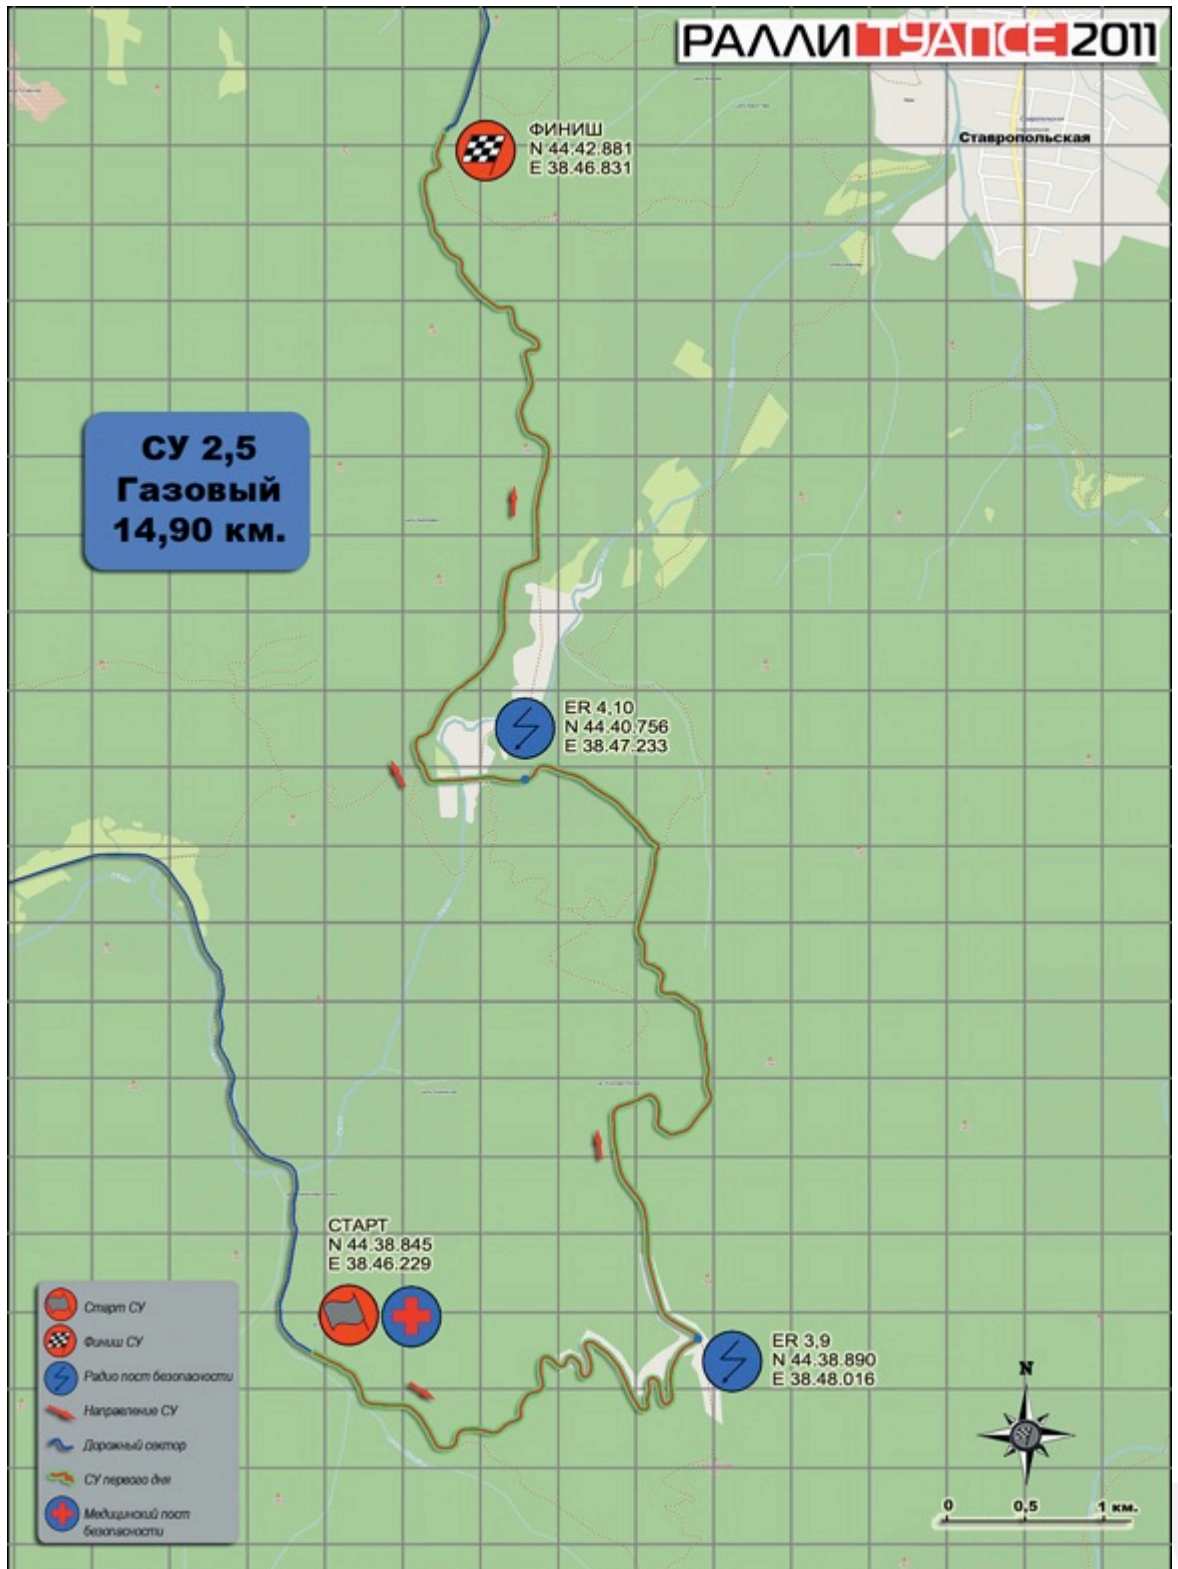 РАЛЛИ ТУАПСЕ 2011
Ставропольская
ФИНИШ
N 44.42.881
E 38.46.831
СУ 2,5
Газовый
14,90 км.
ER 4,10
N 44.40.756
E 38.47.233
СТАРТ
N 44.38.845
E 38.46.229
ER 3,9
N 44.38.890
E 38.48.016
Старт СУ
Финиш СУ
Радио пост безопасности
Направление СУ
Дорожный сектор
СУ первого дня
Медицинский пост
безопасности
N
0 0,5 1 км.